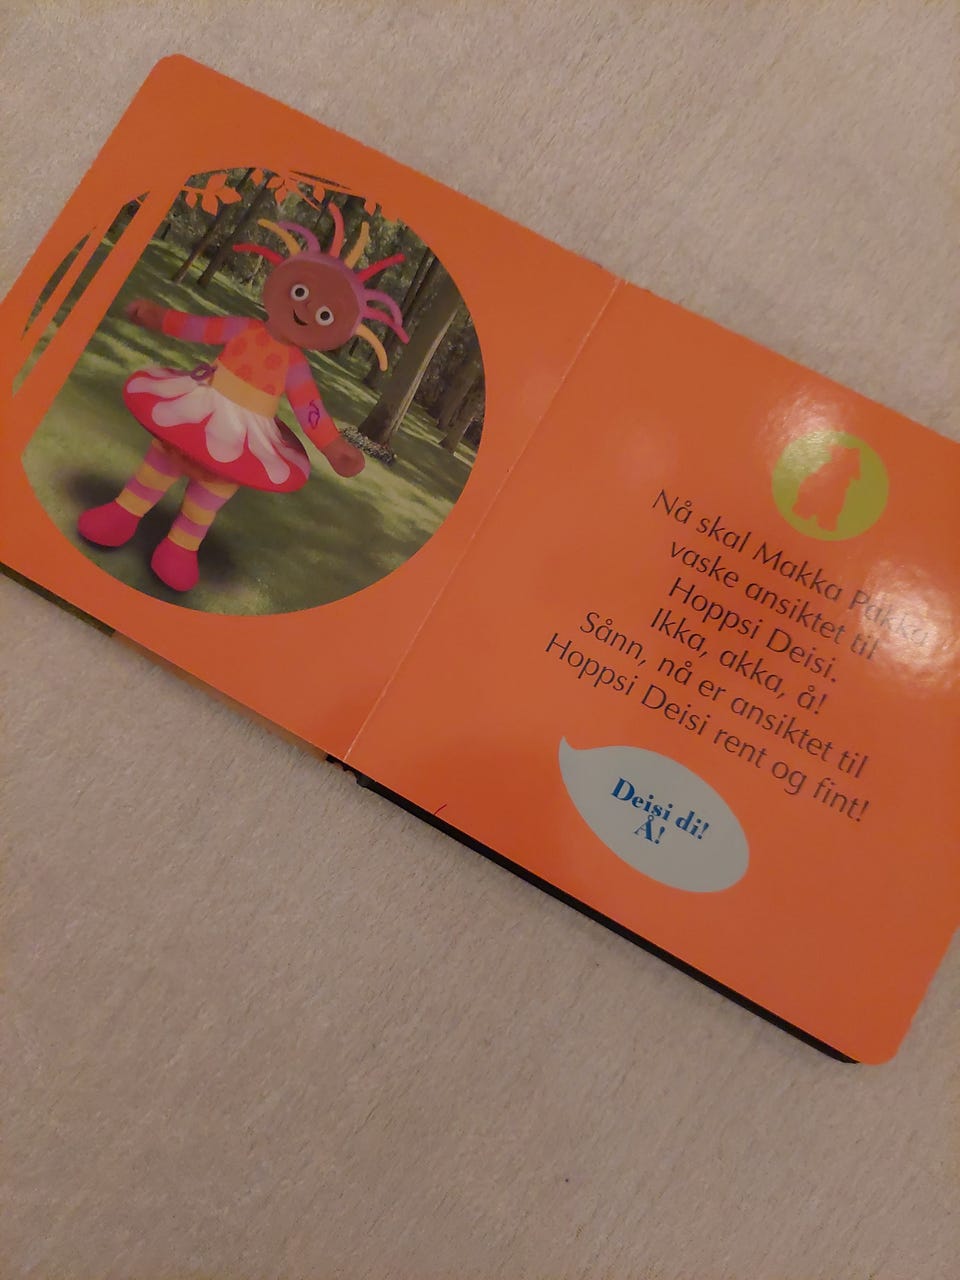 Nå skal Makka Pakka
vaske ansiktet til
Hoppsi Deisi.
Ikka, akka, å!
Sånn, nå er ansiktet til
Hoppsi Deisi rent og fint!
Deisi di!
Å!